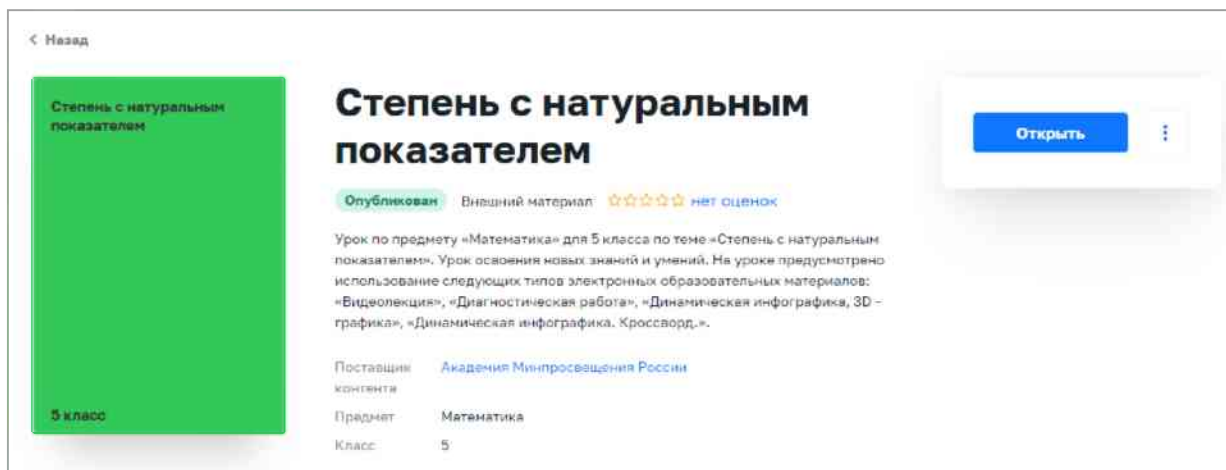 Назад
Степень с натуральным
показателем
5 класс
Степень с натуральным
показателем
Опубликован Внешний материал нет оценок
Урок по предмету «Математика» для 5 класса по теме «Степень с натуральным
показателем». Урок освоения новых знаний и умений. На уроке предусмотрено
использование следующих типов электронных образовательных материалов:
«Видеолекция», «Диагностическая работа», «Динамическая инфографика, 3D –
графика», «Динамическая инфографика. Кроссворд.».
Поставщик Академия Минпросвещения России
контента
Предмет Математика
Класс 5
Открыть